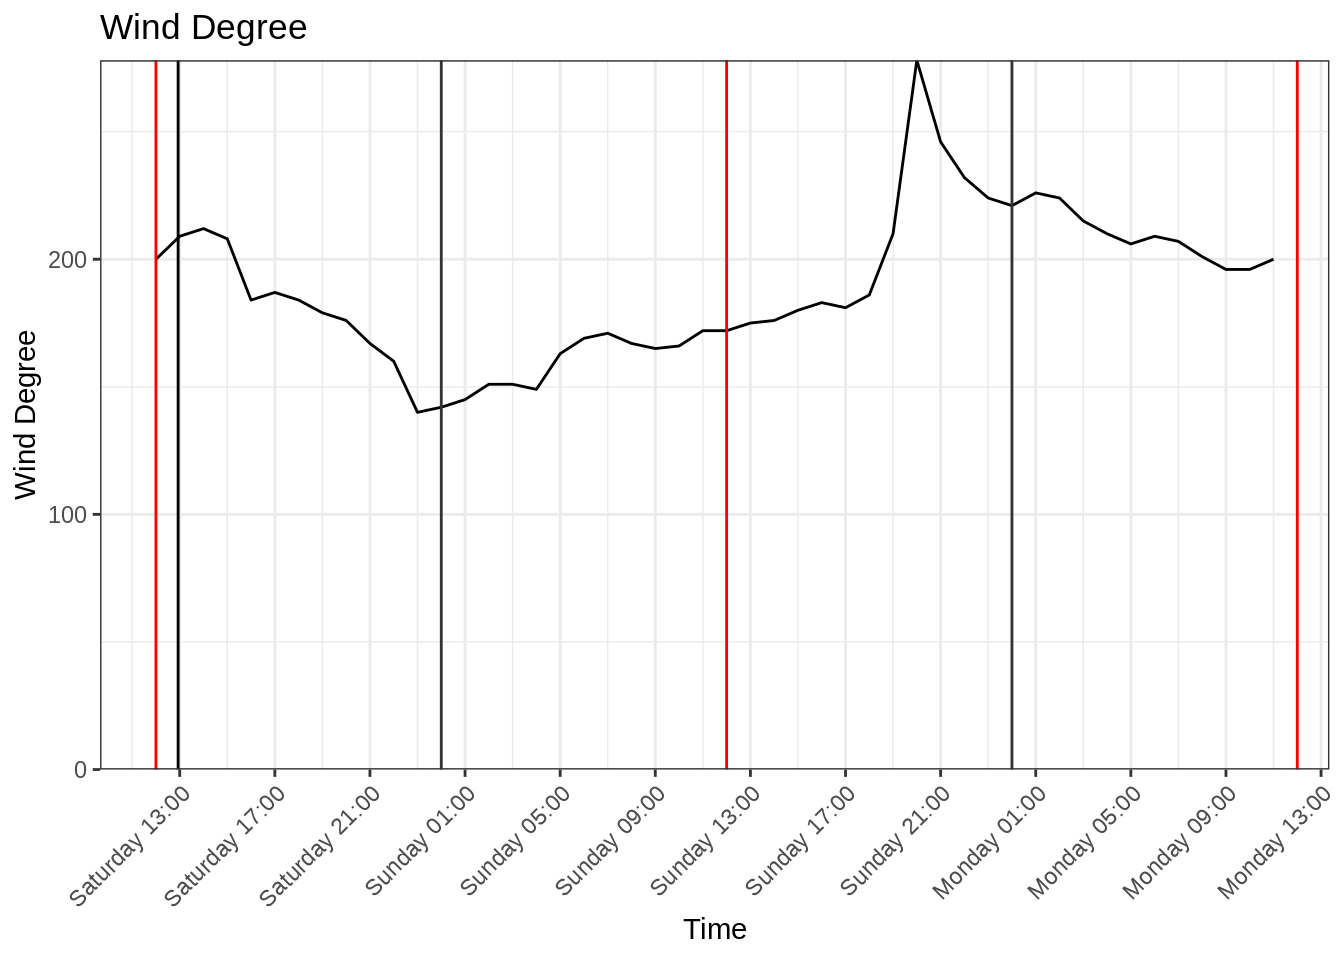 Wind Degree
Wind Degree
200
100
0
Saturday 13:00
Saturday 17:00
Saturday 21:00
Sunday 01:00
Sunday 05:00
Sunday 09:00
Sunday 13:00
Sunday 17:00
Sunday 21:00
Monday 01:00
Monday 05:00
Monday 09:00
Monday 13:00
Time